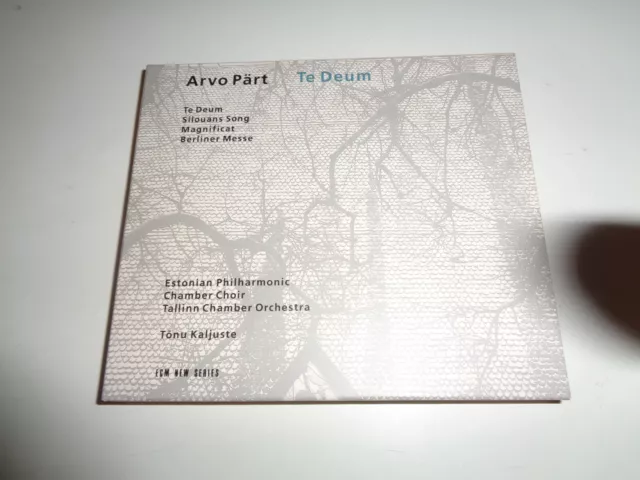 Arvo Pärt Te Deum
Te Deum
Silouans Song
Magnificat
Berliner Messe
Estonian Philharmonic
Chamber Choir
Tallinn Chamber Orchestra
Tõnu Kaljuste
ECM NEW SERIES